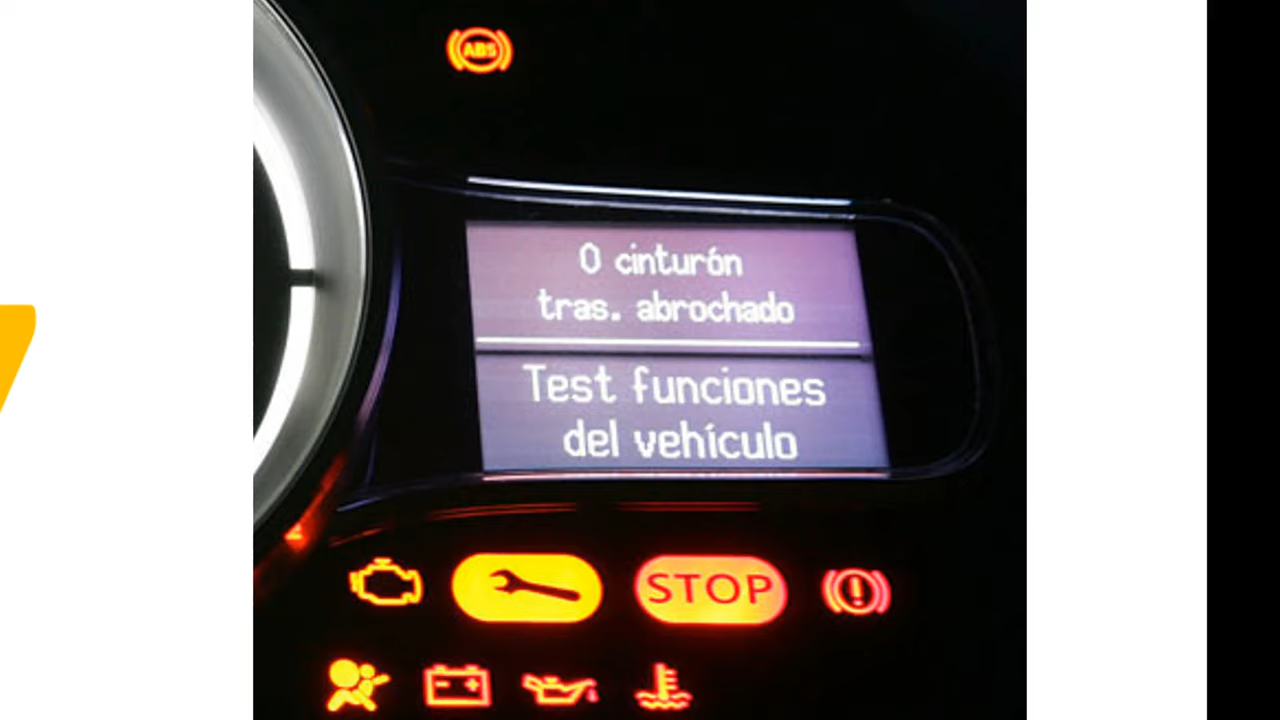 ABS
0 cinturón
tras. abrochado
Test funciones
del vehículo
STOP